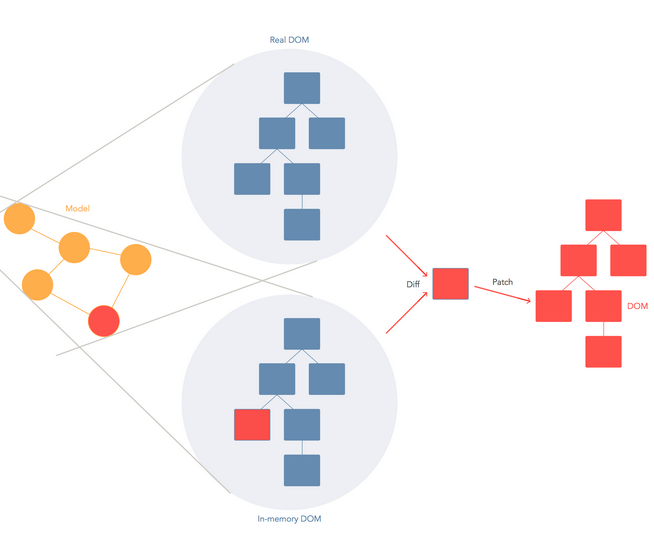 Real DOM
Model
Diff
Patch
DOM
In-memory DOM